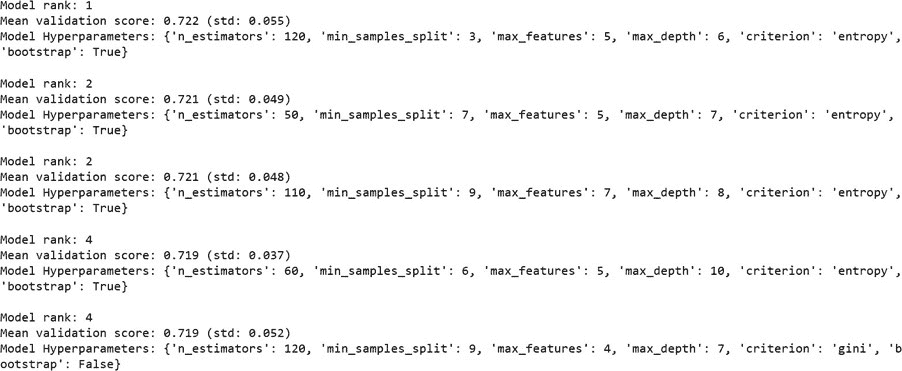 Model rank: 1
Mean validation score: 0.722 (std: 0.055)
Model Hyperparameters: {'n_estimators': 120, 'min_samples_split': 3, 'max_features': 5, 'max_depth': 6, 'criterion': 'entropy',
'bootstrap': True}
Model rank: 2
Mean validation score: 0.721 (std: 0.049)
Model Hyperparameters: {'n_estimators': 50, 'min_samples_split': 7, 'max_features': 5, 'max_depth': 7, 'criterion': 'entropy',
'bootstrap': True}
Model rank: 2
Mean validation score: 0.721 (std: 0.048)
Model Hyperparameters: {'n_estimators': 110, 'min_samples_split': 9, 'max_features': 7, 'max_depth': 8, 'criterion': 'entropy',
'bootstrap': True}
Model rank: 4
Mean validation score: 0.719 (std: 0.037)
Model Hyperparameters: {'n_estimators': 60, 'min_samples_split': 6, 'max_features': 5, 'max_depth': 10, 'criterion': 'entropy',
'bootstrap': True}
Model rank: 4
Mean validation score: 0.719 (std: 0.052)
Model Hyperparameters: {'n_estimators': 120, 'min_samples_split': 9, 'max_features': 4, 'max_depth': 7, 'criterion': 'gini', 'b
ootstrap': False}